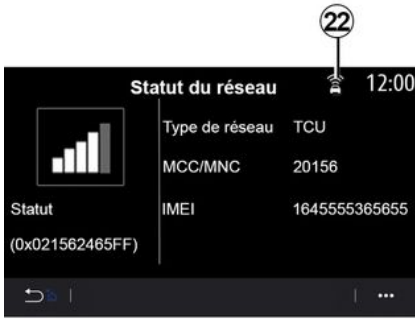 22
Statut du réseau 12:00
Type de réseau TCU
MCC/MNC 20156
Statut IMEI 1645555365655
(0x021562465FF)